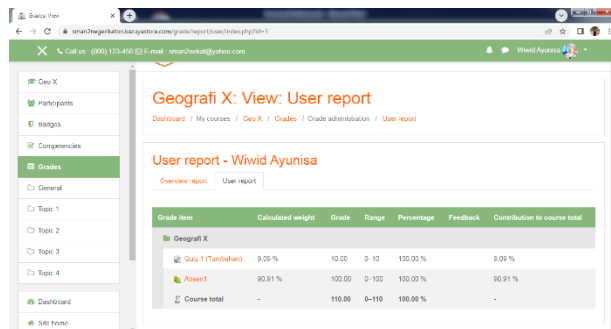 Grades: View
sman2negerikaton.kazuyastore.com/grade/report/user/index.php?id=3
Call us : (000) 123-456 E-mail : sman2nekat@yahoo.com
Wiwid Ayunisa
Geo X
Participants
Badges
Competencies
Grades
General
Topic 1
Topic 2
Topic 3
Topic 4
Dashboard
Site home
Geografi X: View: User report
Dashboard / My courses / Geo X / Grades / Grade administration / User report
User report - Wiwid Ayunisa
Overview report User report
Grade item Calculated weight Grade Range Percentage Feedback Contribution to course total
Geografi X
Quiz 1 (Tumbuhan) 9.09 % 10.00 0–10 100.00 % 9.09 %
Absen1 90.91 % 100.00 0–100 100.00 % 90.91 %
Course total - 110.00 0–110 100.00 % -